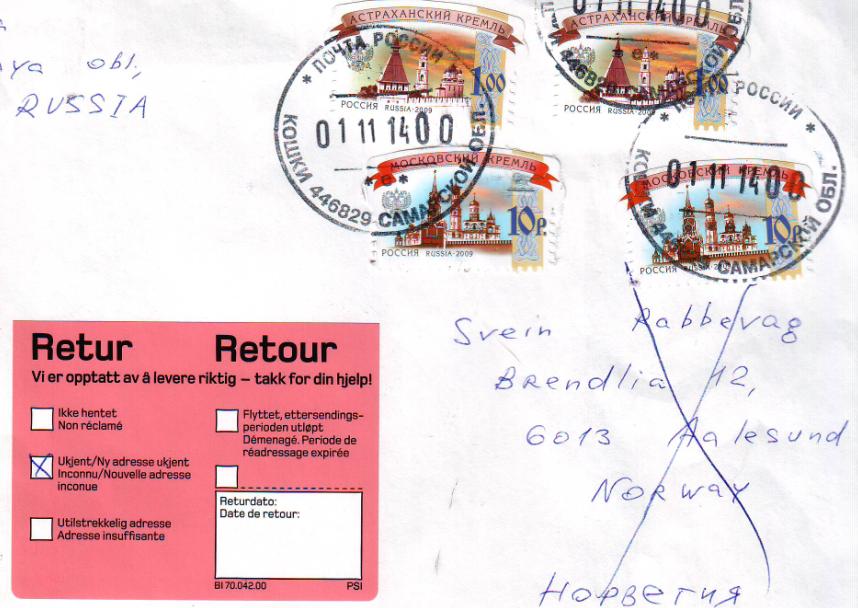 АСТРАХАНСКИЙ КРЕМЛЬ
РОССИЯ RUSSIA-2009
1.00
АСТРАХАНСКИЙ КРЕМЛЬ
РОССИЯ RUSSIA-2009
1.00
01 11 14 00
446829 САМАРСКОЙ ОБЛ.
* ПОЧТА РОССИИ
01 11 14 00
* е *
КОШКИ 446829 САМАРСКОЙ ОБЛ.
* ПОЧТА РОССИИ *
01 11 14 00
КОШКИ 446829 САМАРСКОЙ ОБЛ.
МОСКОВСКИЙ КРЕМЛЬ
10р.
РОССИЯ RUSSIA-2009
МОСКОВСКИЙ КРЕМЛЬ
10р.
РОССИЯ RUSSIA-2009
obl,
RUSSIA
Retur Retour
Vi er opptatt av å levere riktig – takk for din hjelp!
Ikke hentet
Non réclamé
Ukjent/Ny adresse ukjent
Inconnu/Nouvelle adresse
inconue
Utilstrekkelig adresse
Adresse insuffisante
Flyttet, ettersendings-
perioden utløpt
Démenagé. Periode de
réadressage expirée
Returdato:
Date de retour:
BI 70.042.00 PSI
Svein Rabbevag
Brendlia 12,
6013 Aalesund
Norway
Норвегия